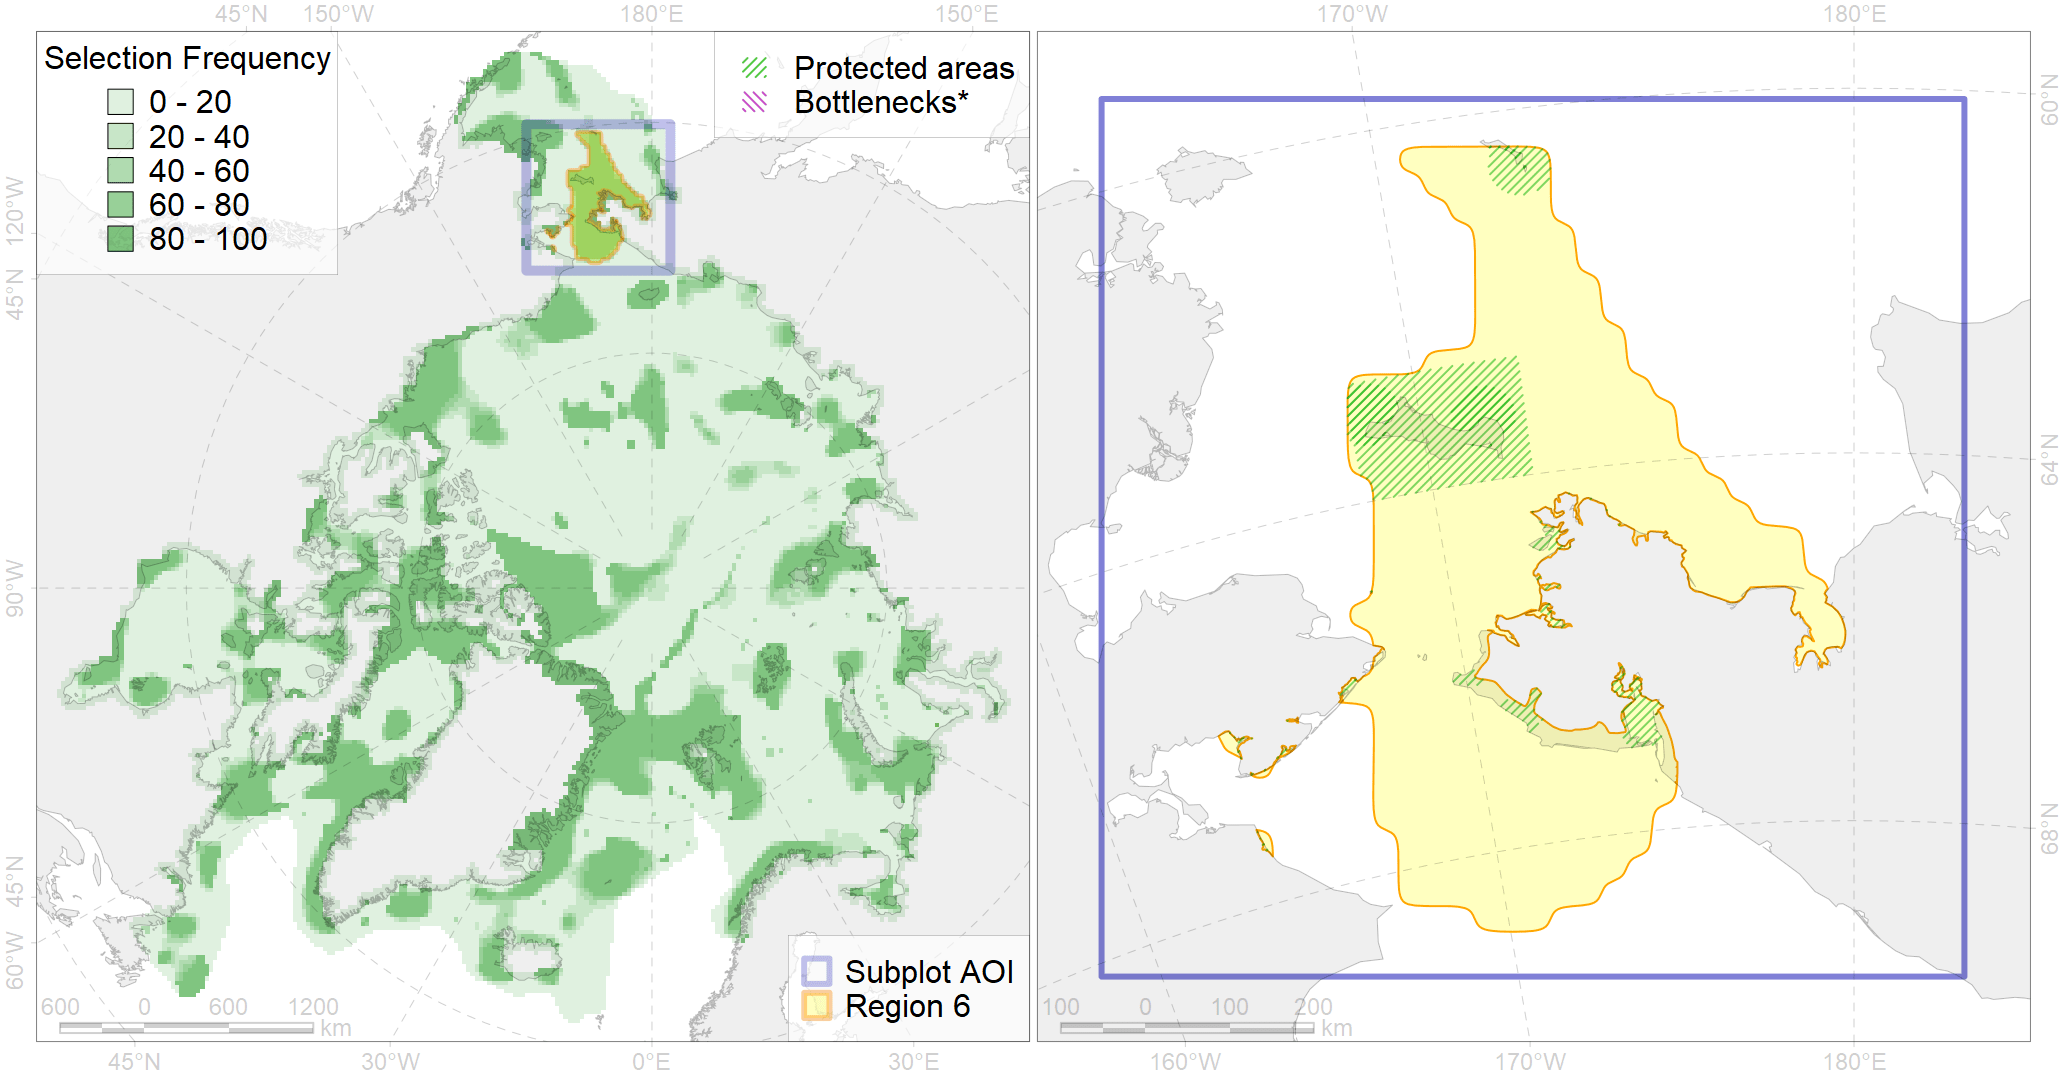 45°N 150°W 180°E 150°E 170°W 180°E
Selection Frequency
0 - 20
20 - 40
40 - 60
60 - 80
80 - 100
Protected areas
Bottlenecks*
120°W
45°N
90°W
45°N
60°W
60°N
64°N
68°N
Subplot AOI
Region 6
600 0 600 1200
km
100 0 100 200
km
45°N 30°W 0°E 30°E 160°W 170°W 180°E